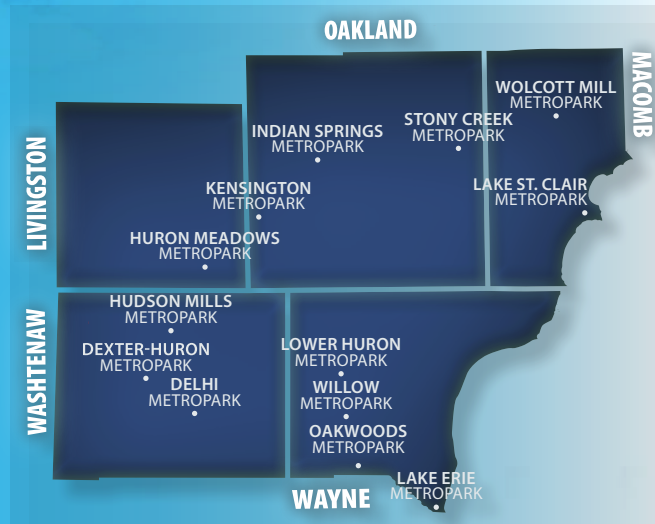 OAKLAND
MACOMB
WOLCOTT MILL
METROPARK
STONY CREEK
METROPARK
INDIAN SPRINGS
METROPARK
LIVINGSTON
KENSINGTON
METROPARK
LAKE ST. CLAIR
METROPARK
HURON MEADOWS
METROPARK
HUDSON MILLS
METROPARK
WASHTENAW
DEXTER-HURON
METROPARK
DELHI
METROPARK
LOWER HURON
METROPARK
WILLOW
METROPARK
OAKWOODS
METROPARK
LAKE ERIE
METROPARK
WAYNE